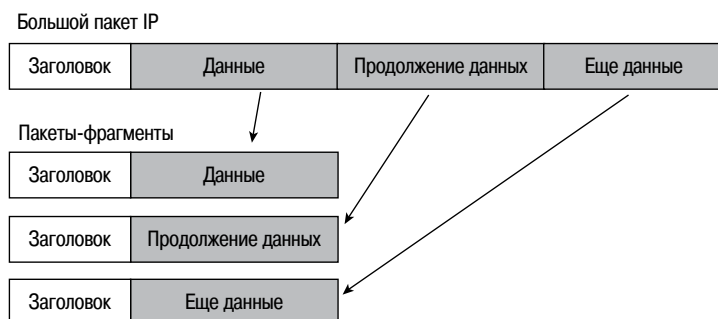 Большой пакет IP
Заголовок Данные Продолжение данных Еще данные
Пакеты-фрагменты
Заголовок Данные
Заголовок Продолжение данных
Заголовок Еще данные